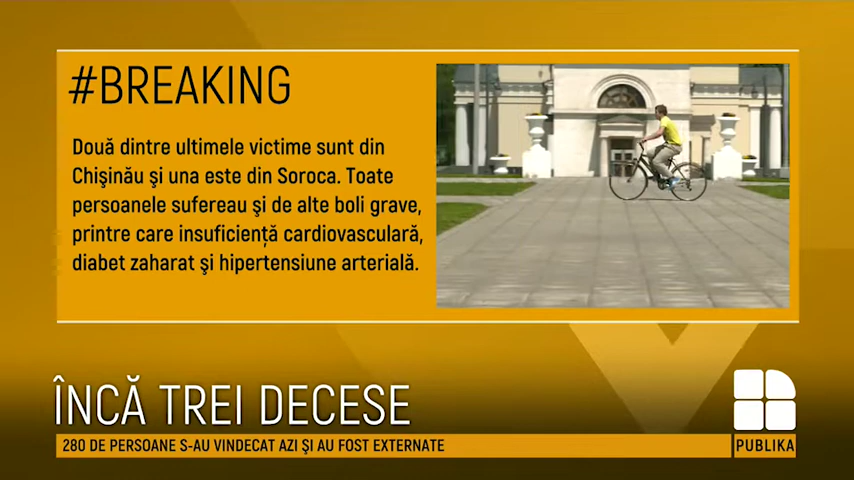 #BREAKING
Două dintre ultimele victime sunt din
Chişinău şi una este din Soroca. Toate
persoanele sufereau şi de alte boli grave,
printre care insuficiență cardiovasculară,
diabet zaharat şi hipertensiune arterială.
ÎNCĂ TREI DECESE
280 DE PERSOANE S-AU VINDECAT AZI ŞI AU FOST EXTERNATE
PUBLIKA